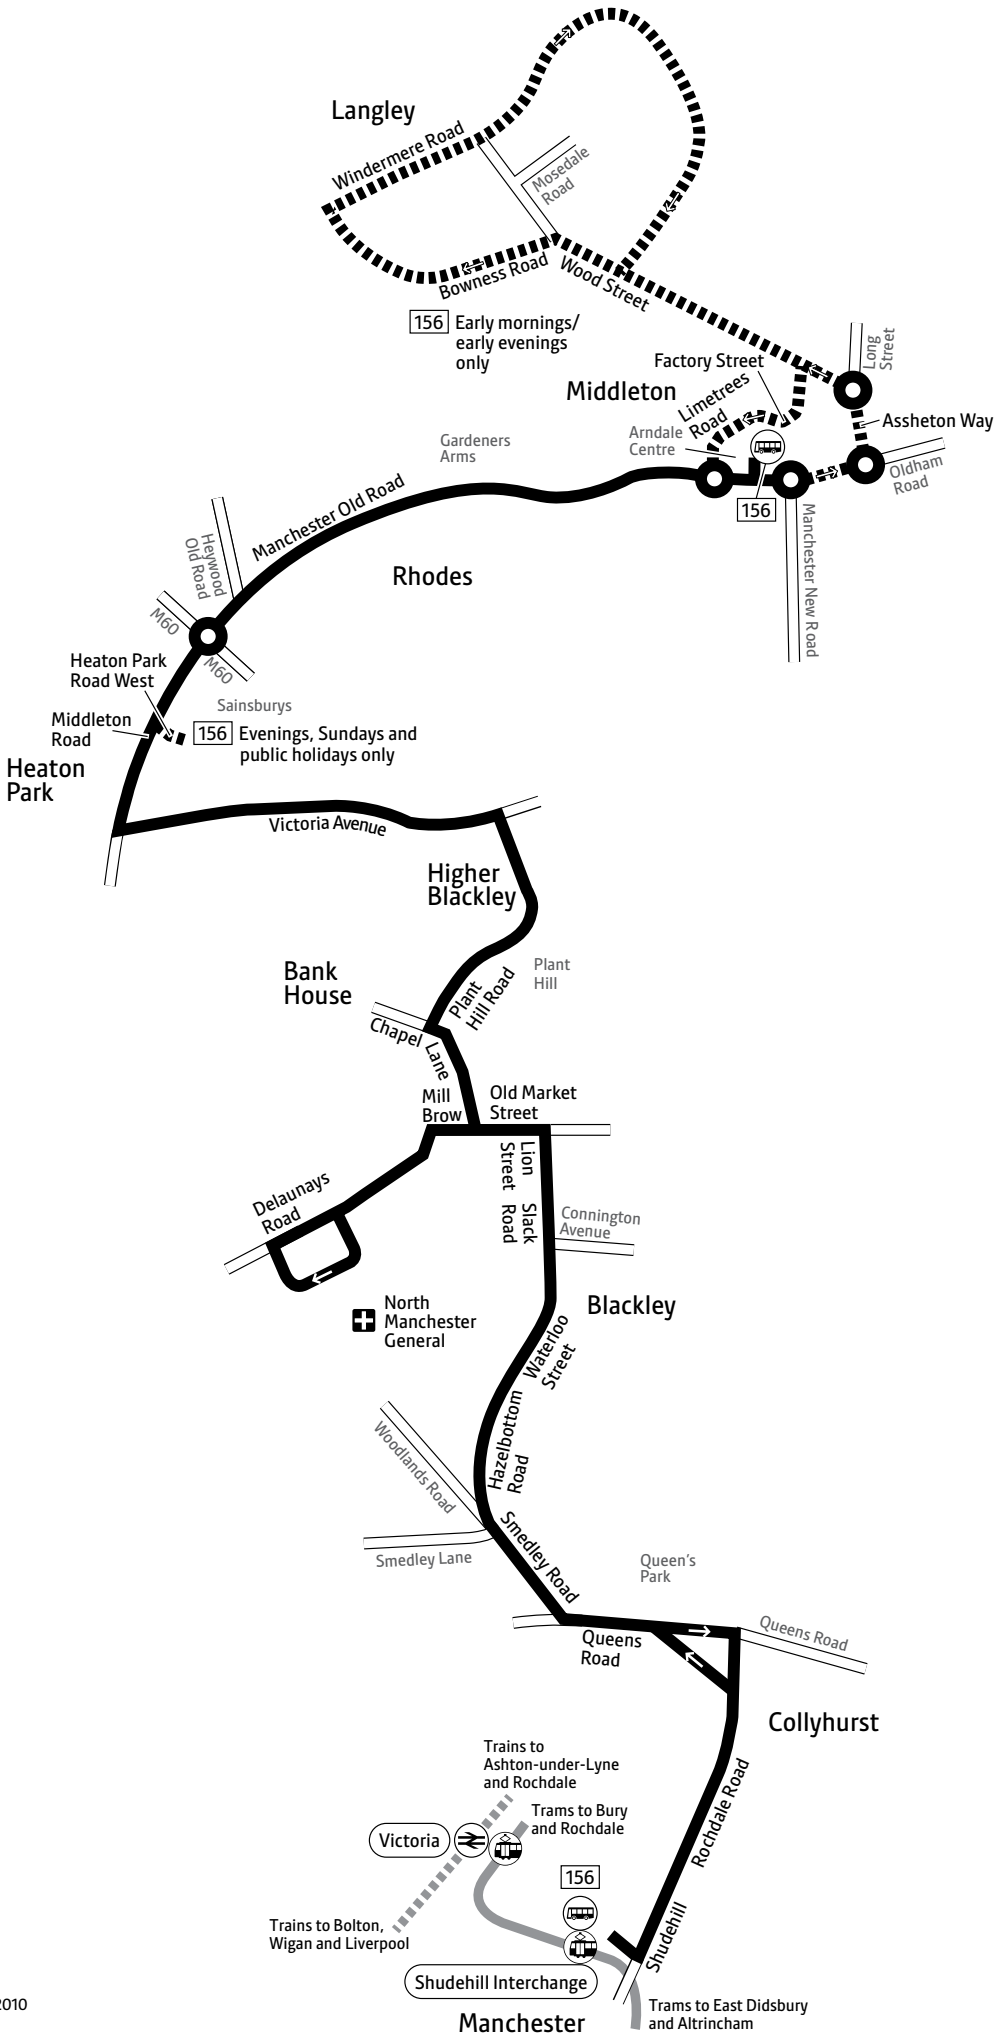 Langley
Windermere Road
Mosedale
Road
Bowness Road
Wood Street
156
Early mornings/
early evenings
only
Long
Street
Factory Street
Middleton
Limetrees
Road
Assheton Way
Arndale
Centre
Gardeners
Arms
Oldham
Road
156
Manchester Old Road
Manchester New Road
Heywood
Old Road
Rhodes
M60
M60
Heaton Park
Road West
Sainsburys
Middleton
Road
156
Evenings, Sundays and
public holidays only
Heaton
Park
Victoria Avenue
Higher
Blackley
Bank
House
Plant
Hill
Plant
Hill Road
Chapel
Lane
Mill
Brow
Old Market
Street
Lion
Street
Delaunays
Road
Slack
Road
Connington
Avenue
North
Manchester
General
Blackley
Waterloo
Street
Hazelbottom
Road
Woodlands Road
Smedley Lane
Smedley Road
Queen's
Park
Queens
Road
Queens Road
Collyhurst
Trains to
Ashton-under-Lyne
and Rochdale
Trams to Bury
and Rochdale
Victoria
Rochdale Road
156
Trains to Bolton,
Wigan and Liverpool
Shudehill
Shudehill Interchange
2010
Manchester
Trams to East Didsbury
and Altrincham